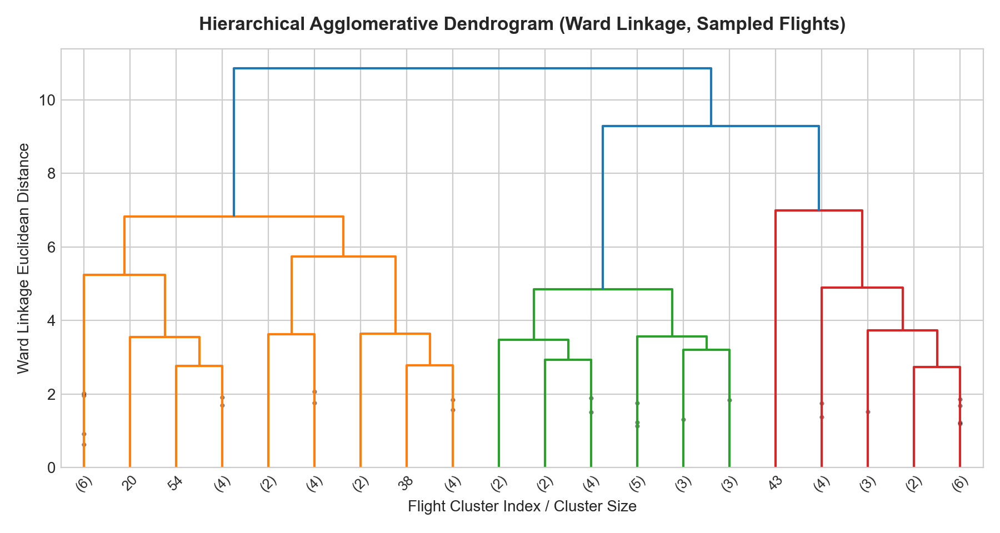 Hierarchical Agglomerative Dendrogram (Ward Linkage, Sampled Flights)
Ward Linkage Euclidean Distance
10
8
6
4
2
0
(6) 20 54 (4) (2) (4) (2) 38 (4) (2) (2) (4) (5) (3) (3) 43 (4) (3) (2) (6)
Flight Cluster Index / Cluster Size